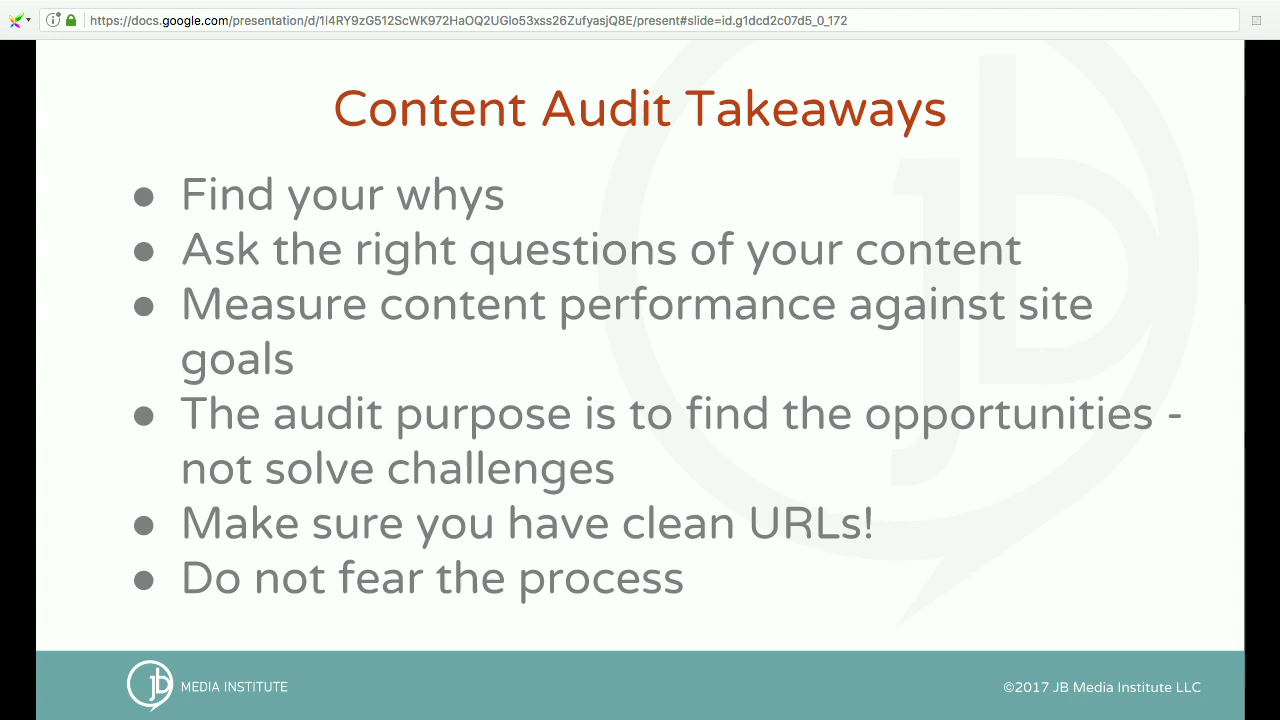 https://docs.google.com/presentation/d/1I4RY9zG512ScWK972HaOQ2UGlo53xss26ZufyasjQ8E/present#slide=id.g1dcd2c07d5_0_172
Content Audit Takeaways
● Find your whys
● Ask the right questions of your content
● Measure content performance against site
goals
● The audit purpose is to find the opportunities -
not solve challenges
● Make sure you have clean URLs!
● Do not fear the process
jb MEDIA INSTITUTE
©2017 JB Media Institute LLC